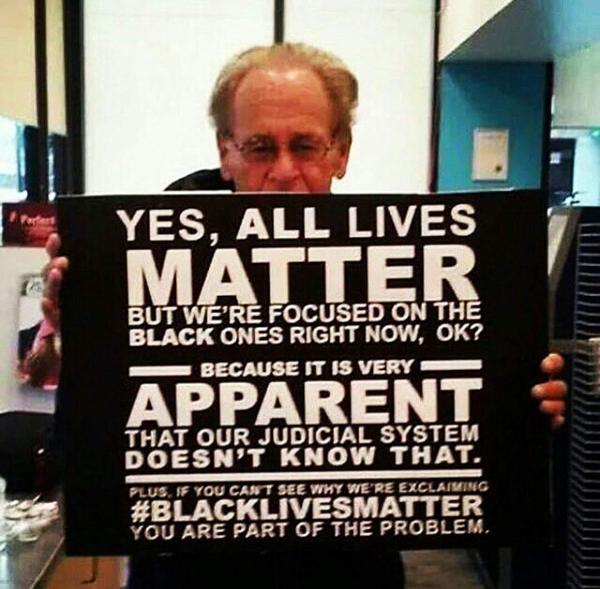 YES, ALL LIVES
MATTER
BUT WE'RE FOCUSED ON THE
BLACK ONES RIGHT NOW, OK?
BECAUSE IT IS VERY
APPARENT
THAT OUR JUDICIAL SYSTEM
DOESN'T KNOW THAT.
PLUS, IF YOU CAN'T SEE WHY WE'RE EXCLAIMING
#BLACKLIVESMATTER
YOU ARE PART OF THE PROBLEM.